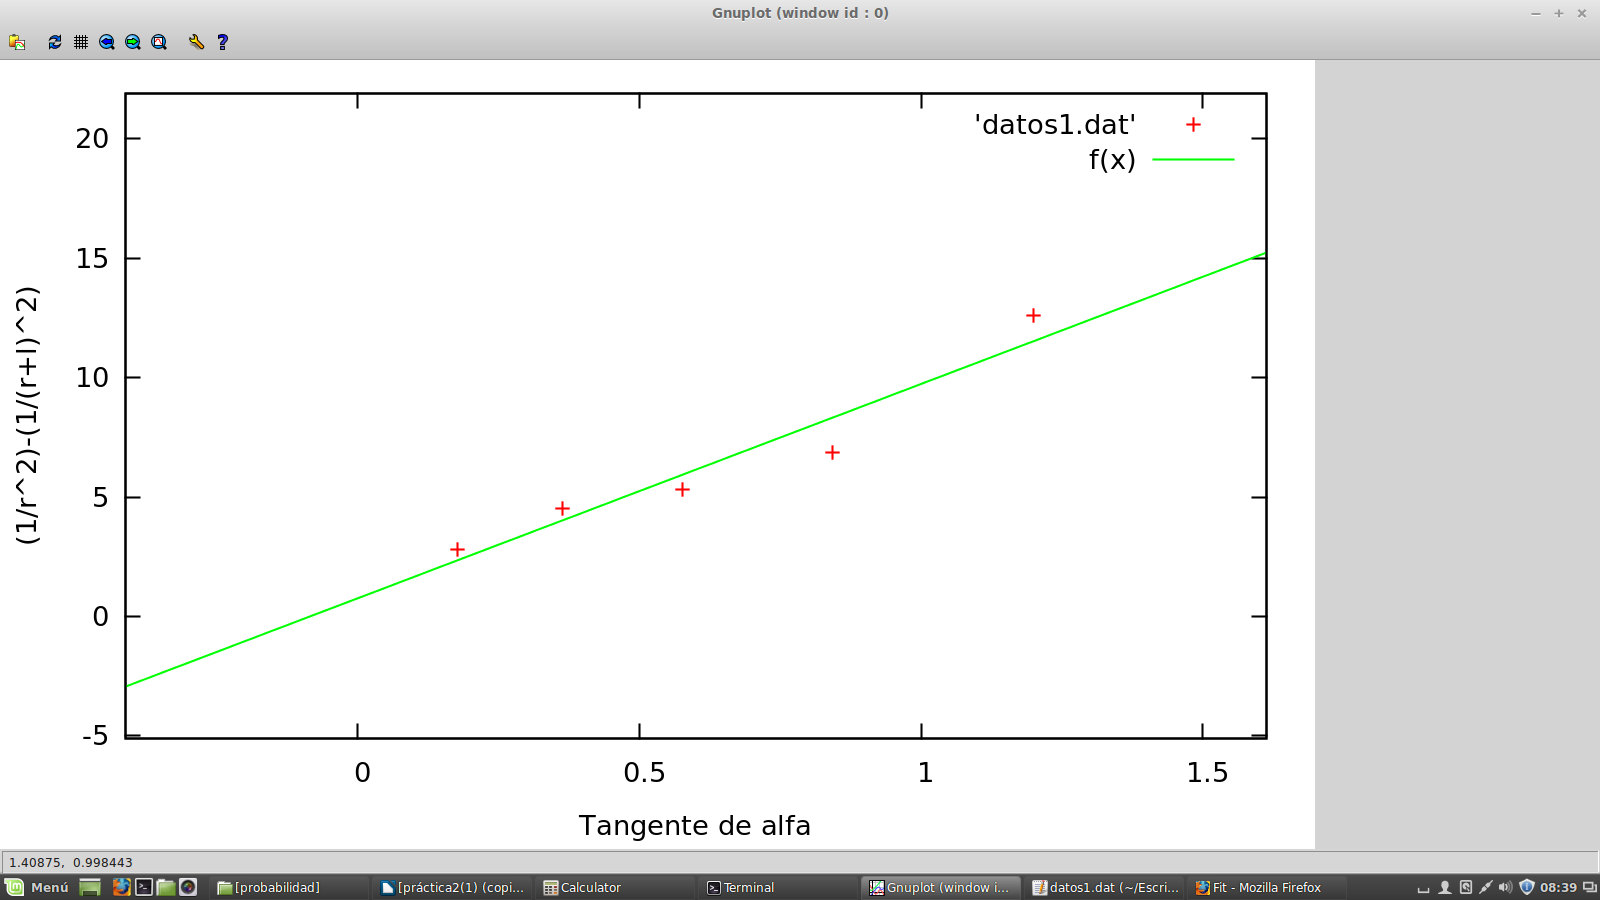 Gnuplot (window id : 0)
'datos1.dat'
f(x)
20
15
10
5
0
-5
(1/r^2)-(1/(r+l)^2)
0 0.5 1 1.5
Tangente de alfa
1.40875, 0.998443
Menú [probabilidad] [práctica2(1) (copi... Calculator Terminal Gnuplot (window i... datos1.dat (~/Escri... Fit - Mozilla Firefox 08:39